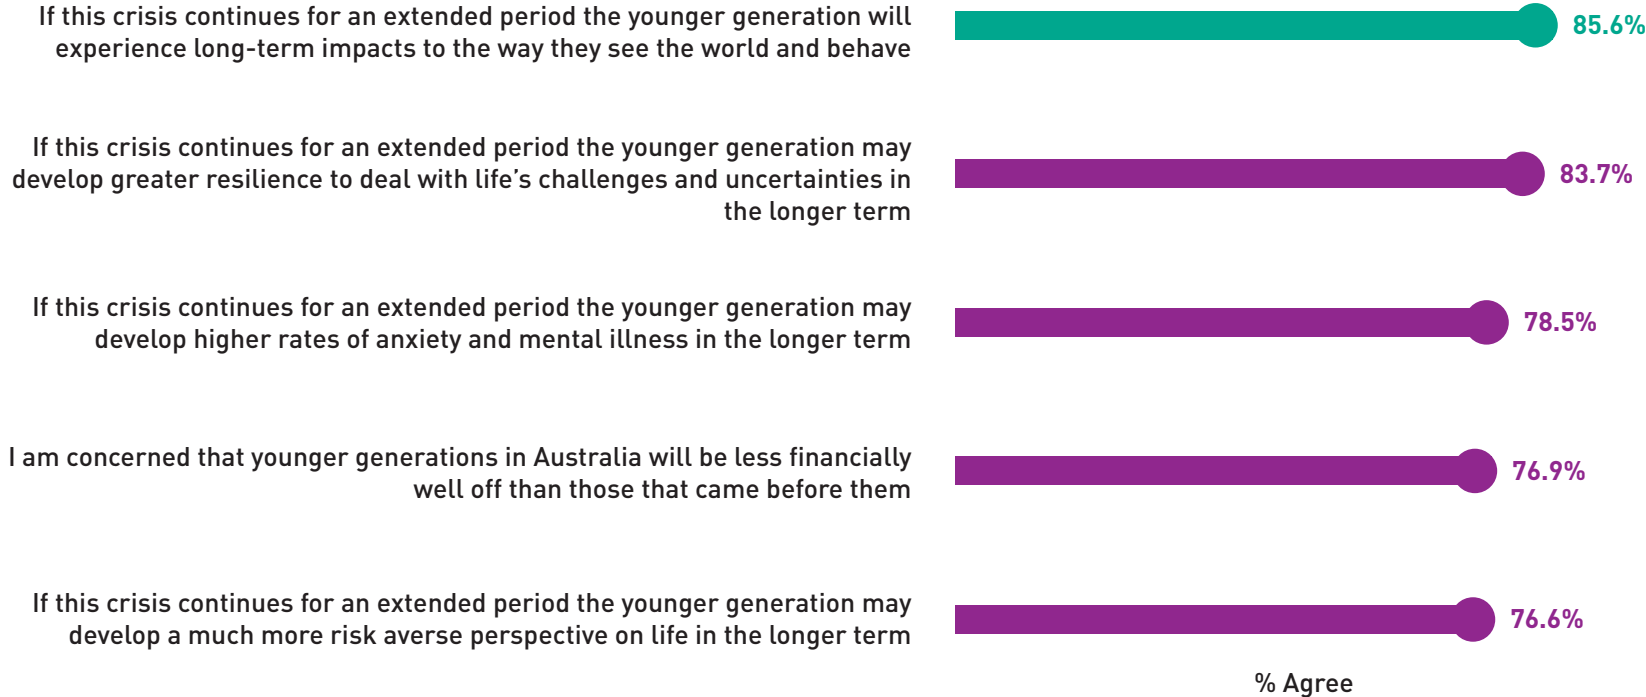 If this crisis continues for an extended period the younger generation will
experience long-term impacts to the way they see the world and behave
85.6%
If this crisis continues for an extended period the younger generation may
develop greater resilience to deal with life’s challenges and uncertainties in
the longer term
83.7%
If this crisis continues for an extended period the younger generation may
develop higher rates of anxiety and mental illness in the longer term
78.5%
I am concerned that younger generations in Australia will be less financially
well off than those that came before them
76.9%
If this crisis continues for an extended period the younger generation may
develop a much more risk averse perspective on life in the longer term
76.6%
% Agree